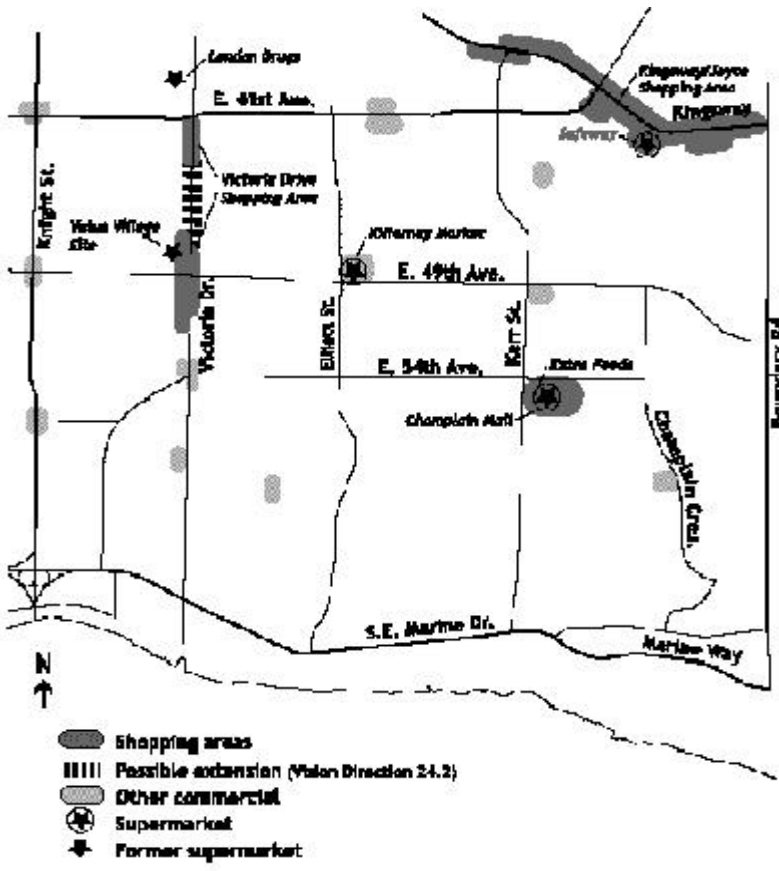 London Drugs
E. 41st Ave.
Kingsway/Joyce
Shopping Area
Kingsway
Safeway
Knight St.
Victoria Drive
Shopping Area
Value Village
Site
Killarney Market
E. 49th Ave.
Victoria Dr.
Elliott St.
Kerr St.
Boundary Rd.
E. 54th Ave.
Extra Foods
Champlain Mall
Champlain Cres.
S.E. Marine Dr.
Marine Way
N
Shopping areas
Possible extension (Vision Direction 24.2)
Other commercial
Supermarket
Former supermarket